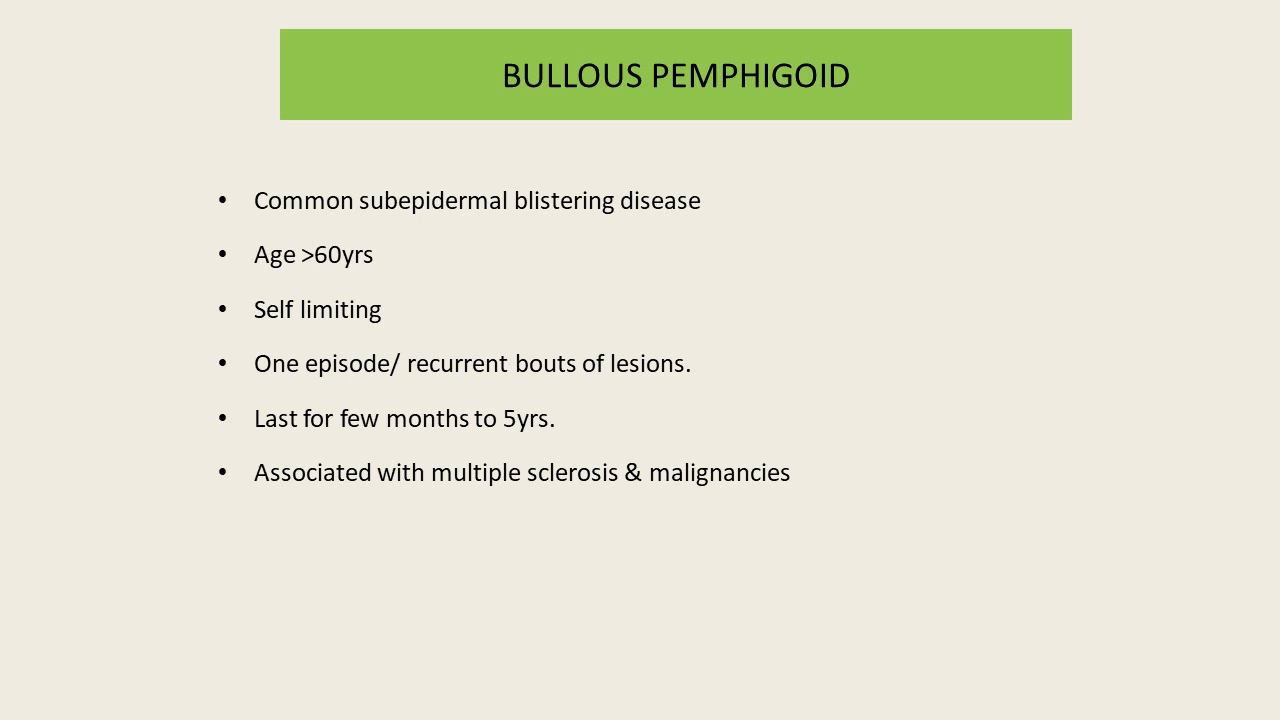 BULLOUS PEMPHIGOID
• Common subepidermal blistering disease
• Age >60yrs
• Self limiting
• One episode/ recurrent bouts of lesions.
• Last for few months to 5yrs.
• Associated with multiple sclerosis & malignancies